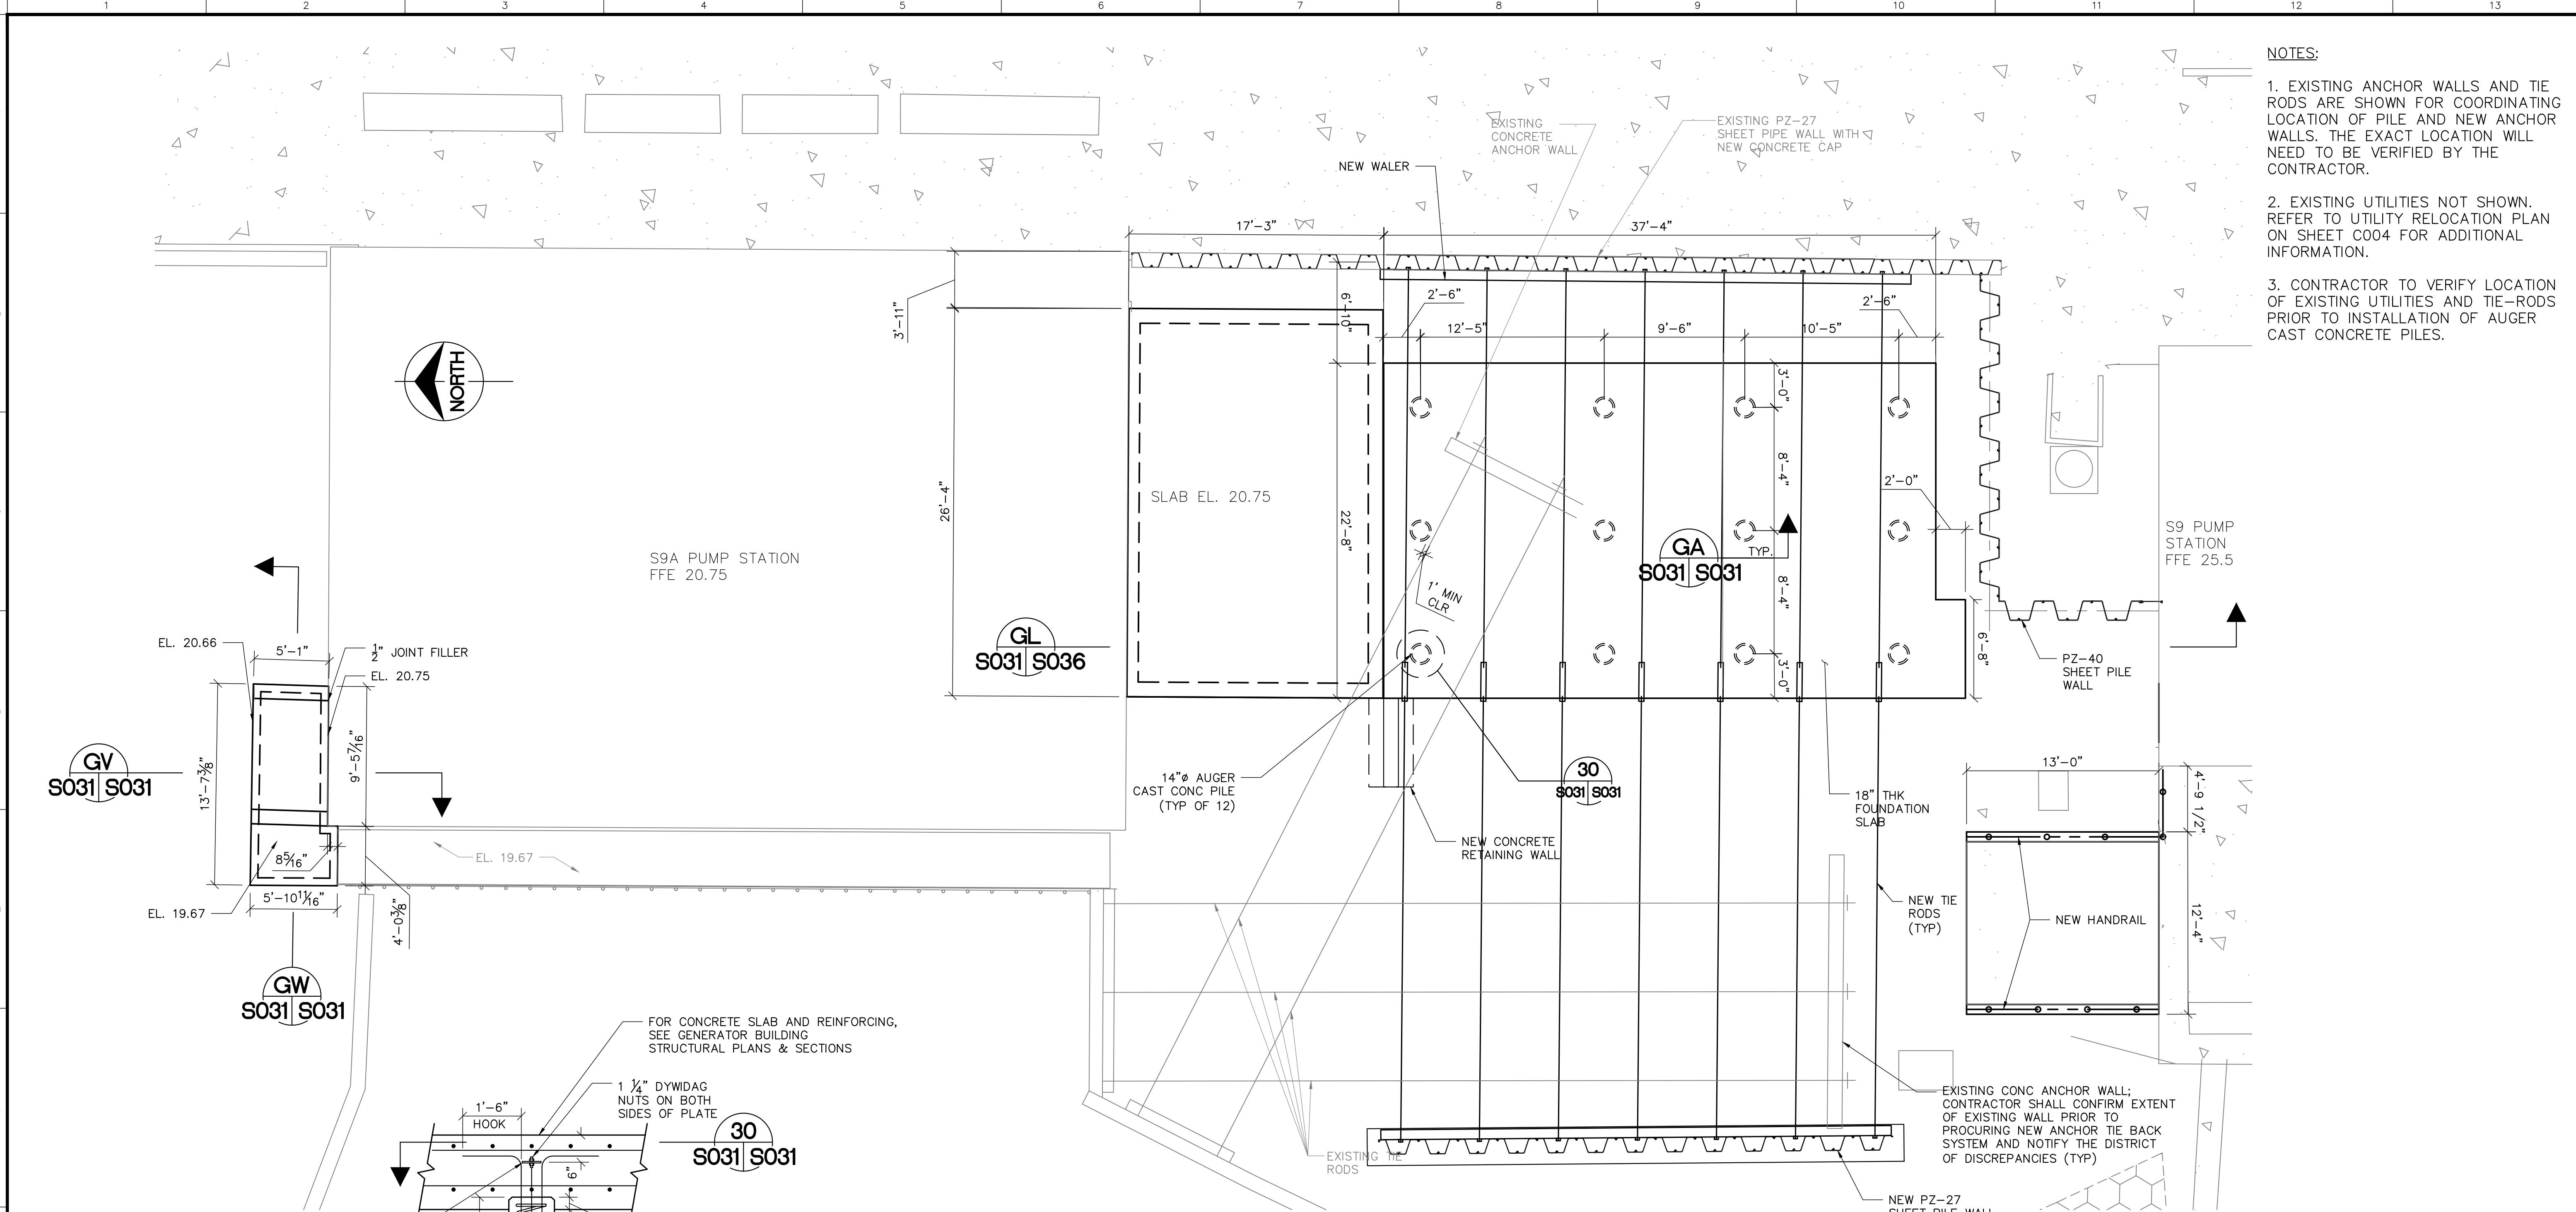 1 2 3 4 5 6 7 8 9 10 11 12 13
NOTES:
1. EXISTING ANCHOR WALLS AND TIE
RODS ARE SHOWN FOR COORDINATING
LOCATION OF PILE AND NEW ANCHOR
WALLS. THE EXACT LOCATION WILL
NEED TO BE VERIFIED BY THE
CONTRACTOR.
2. EXISTING UTILITIES NOT SHOWN.
REFER TO UTILITY RELOCATION PLAN
ON SHEET C004 FOR ADDITIONAL
INFORMATION.
3. CONTRACTOR TO VERIFY LOCATION
OF EXISTING UTILITIES AND TIE-RODS
PRIOR TO INSTALLATION OF AUGER
CAST CONCRETE PILES.
EXISTING
CONCRETE
ANCHOR WALL
EXISTING PZ-27
SHEET PIPE WALL WITH
NEW CONCRETE CAP
NEW WALER
17'-3"
37'-4"
3'-11"
6'-10"
2'-6"
2'-6"
12'-5"
9'-6"
10'-5"
NORTH
3'-0"
8'-4"
8'-4"
3'-0"
26'-4"
22'-8"
SLAB EL. 20.75
2'-0"
S9A PUMP STATION
FFE 20.75
GA
S031 S031
TYP.
1' MIN
CLR
S9 PUMP
STATION
FFE 25.5
6'-8"
PZ-40
SHEET PILE
WALL
GL
S031 S036
EL. 20.66
5'-1"
½" JOINT FILLER
EL. 20.75
GV
S031 S031
13'-7⅜"
9'-5⁷⁄₁₆"
8⁵⁄₁₆"
5'-10¹¹⁄₁₆"
EL. 19.67
4'-0⅜"
EL. 19.67
GW
S031 S031
14"ø AUGER
CAST CONC PILE
(TYP OF 12)
30
S031 S031
NEW CONCRETE
RETAINING WALL
18" THK
FOUNDATION
SLAB
13'-0"
4'-9 1/2"
12'-4"
NEW HANDRAIL
NEW TIE
RODS
(TYP)
FOR CONCRETE SLAB AND REINFORCING,
SEE GENERATOR BUILDING
STRUCTURAL PLANS & SECTIONS
1 ¼" DYWIDAG
NUTS ON BOTH
SIDES OF PLATE
1'-6"
HOOK
6"
30
S031 S031
EXISTING TIE
RODS
EXISTING CONC ANCHOR WALL;
CONTRACTOR SHALL CONFIRM EXTENT
OF EXISTING WALL PRIOR TO
PROCURING NEW ANCHOR TIE BACK
SYSTEM AND NOTIFY THE DISTRICT
OF DISCREPANCIES (TYP)
NEW PZ-27
SHEET PILE WALL